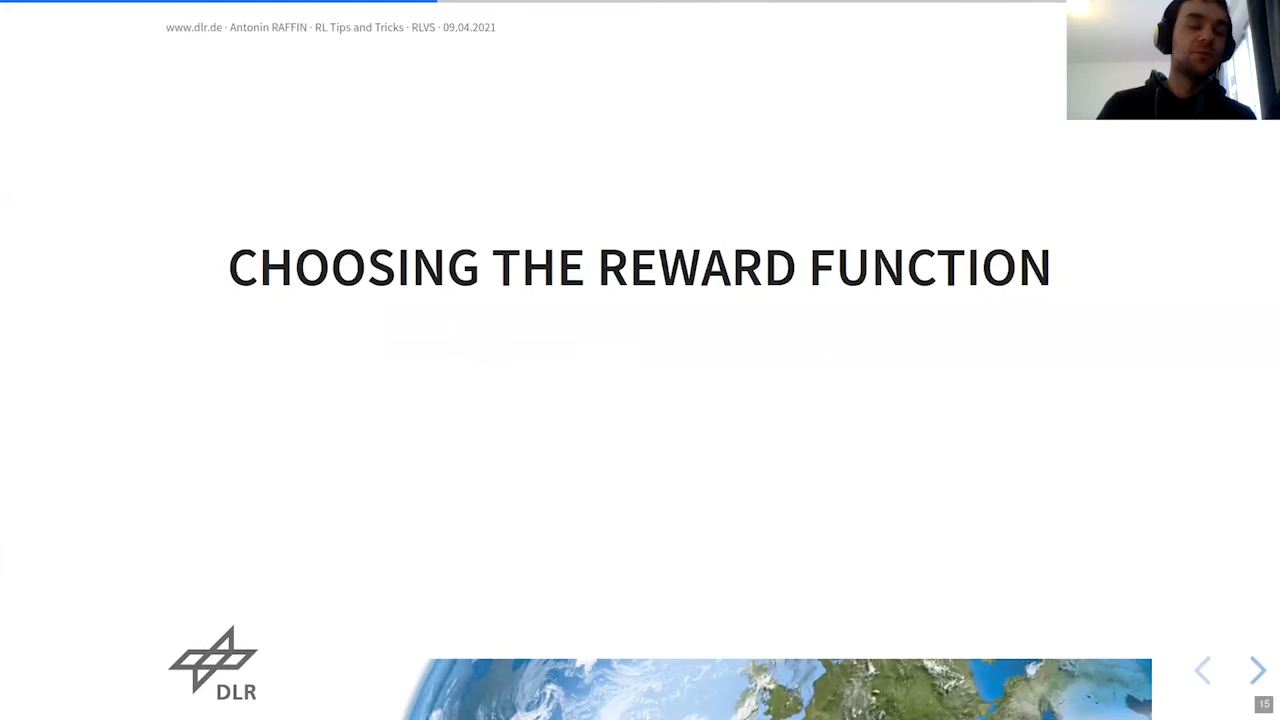 www.dlr.de · Antonin RAFFIN · RL Tips and Tricks · RLVS · 09.04.2021
CHOOSING THE REWARD FUNCTION
DLR
15